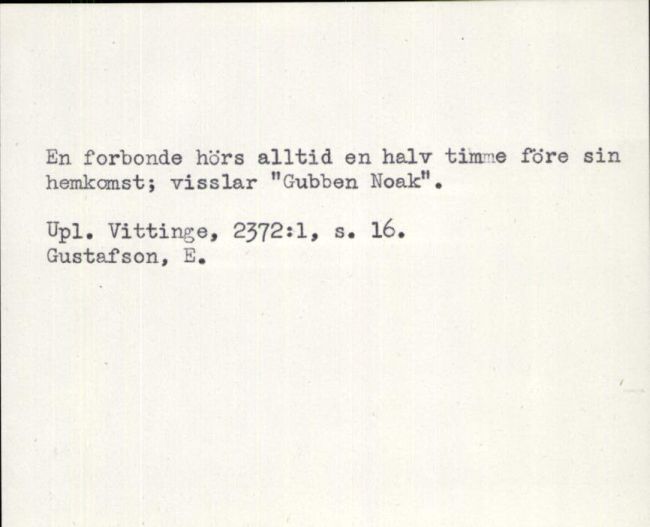 En forbonde hörs alltid en halv timme före sin
hemkomst; visslar "Gubben Noak".
Upl. Vittinge, 2372:1, s. 16.
Gustafson, E.